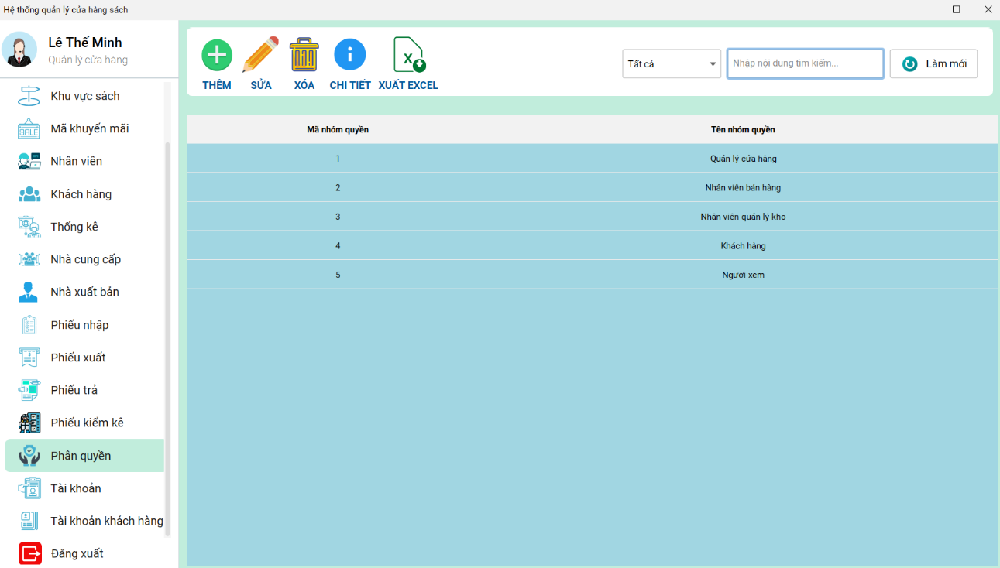 Hệ thống quản lý cửa hàng sách
Lê Thế Minh
Quản lý cửa hàng
Khu vực sách
SALE
Mã khuyến mãi
Nhân viên
Khách hàng
Thống kê
Nhà cung cấp
Nhà xuất bản
Phiếu nhập
Phiếu xuất
Phiếu trả
Phiếu kiểm kê
Phân quyền
Tài khoản
Tài khoản khách hàng
Đăng xuất
THÊM SỬA XÓA CHI TIẾT XUẤT EXCEL
Tất cả Nhập nội dung tìm kiếm... Làm mới
Mã nhóm quyền Tên nhóm quyền
1 Quản lý cửa hàng
2 Nhân viên bán hàng
3 Nhân viên quản lý kho
4 Khách hàng
5 Người xem